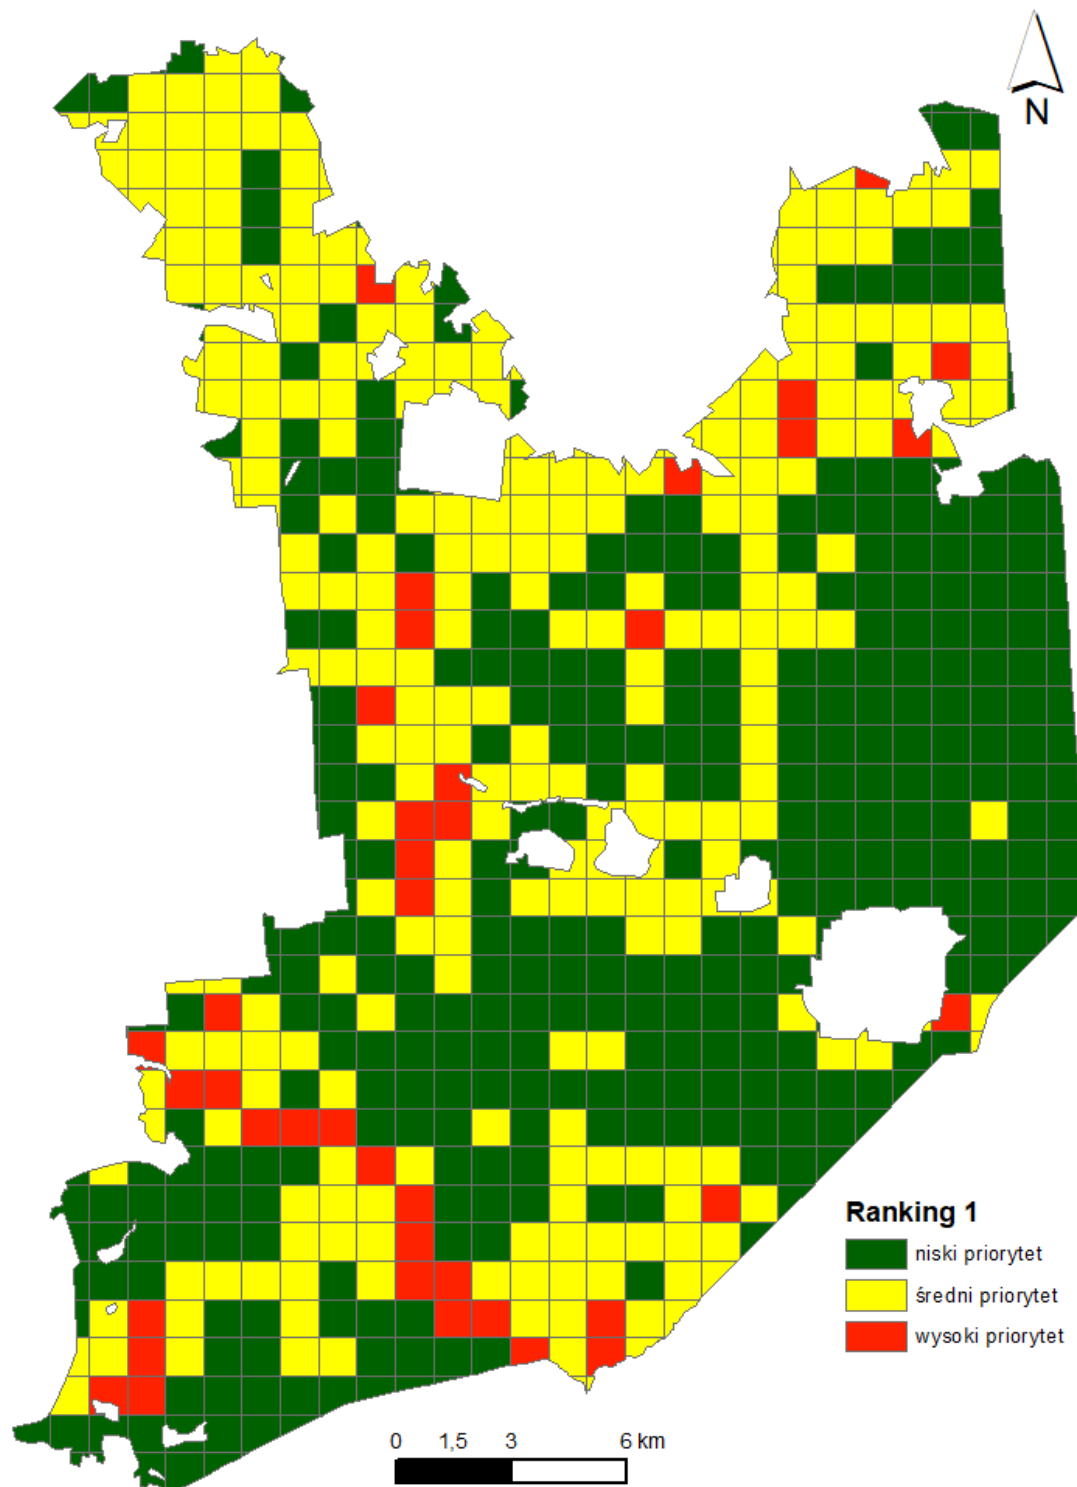 N
Ranking 1
niski priorytet
średni priorytet
wysoki priorytet
0 1,5 3 6 km